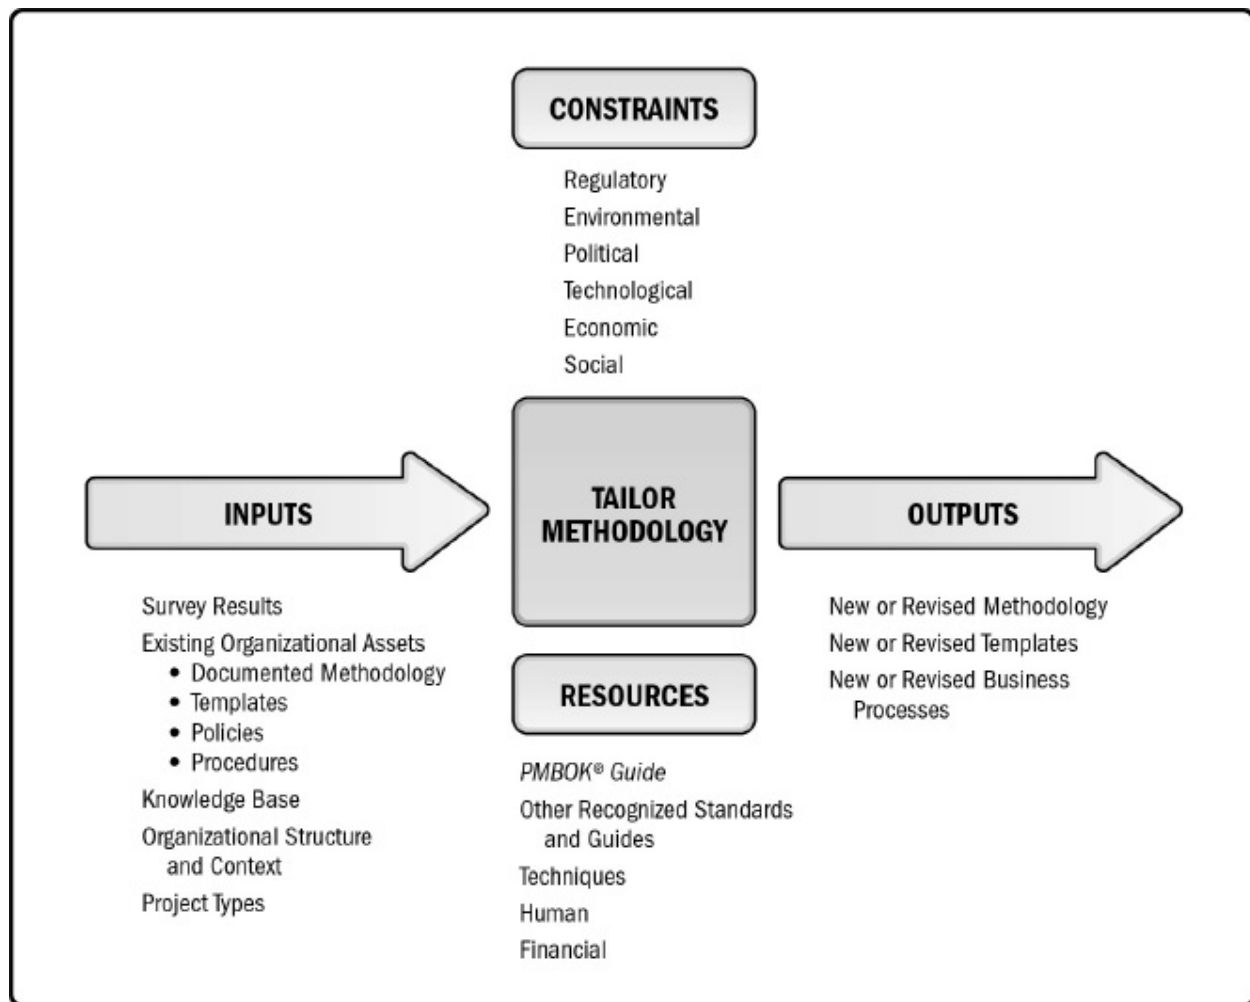 CONSTRAINTS
Regulatory
Environmental
Political
Technological
Economic
Social
INPUTS
TAILOR
METHODOLOGY
OUTPUTS
Survey Results
Existing Organizational Assets
• Documented Methodology
• Templates
• Policies
• Procedures
Knowledge Base
Organizational Structure
and Context
Project Types
RESOURCES
PMBOK® Guide
Other Recognized Standards
and Guides
Techniques
Human
Financial
New or Revised Methodology
New or Revised Templates
New or Revised Business
Processes